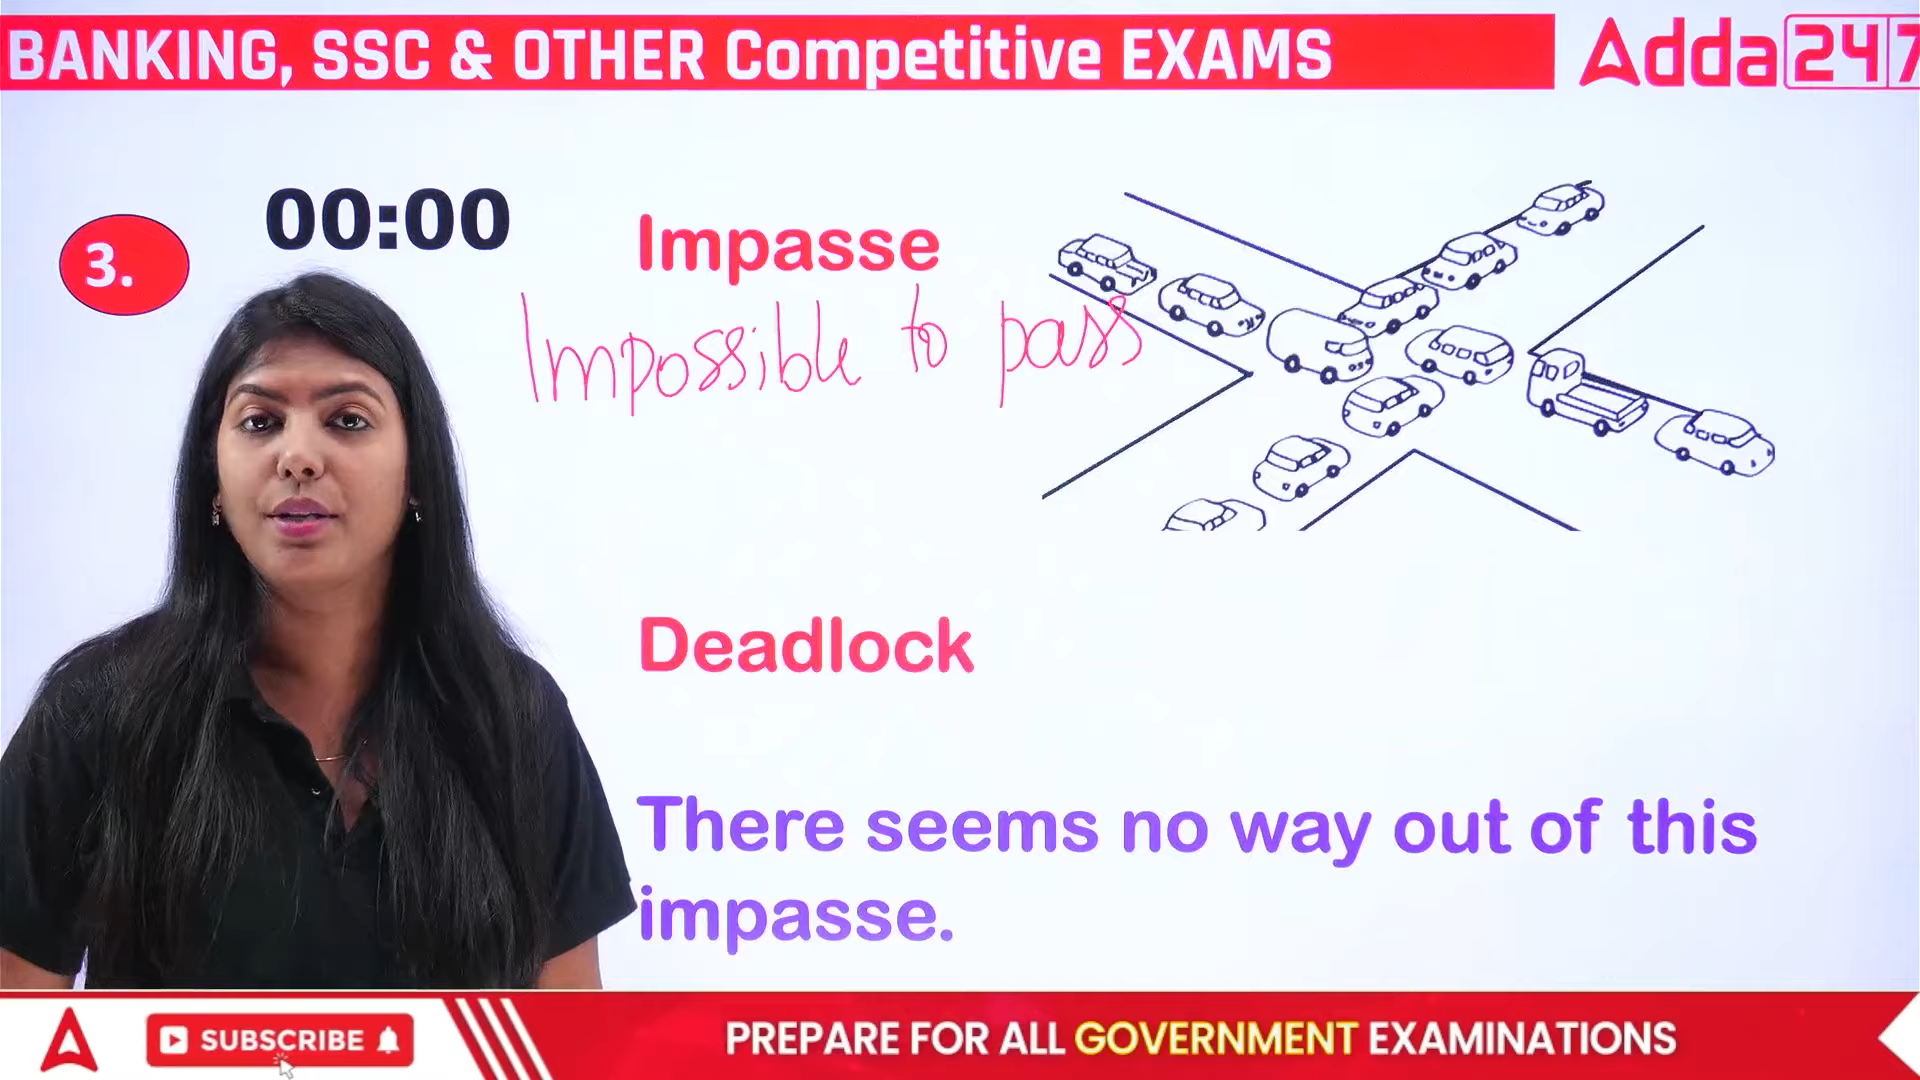 BANKING, SSC & OTHER Competitive EXAMS
Adda247
3.
00:00
Impasse
Impossible to pass
Deadlock
There seems no way out of this
impasse.
SUBSCRIBE
PREPARE FOR ALL GOVERNMENT EXAMINATIONS